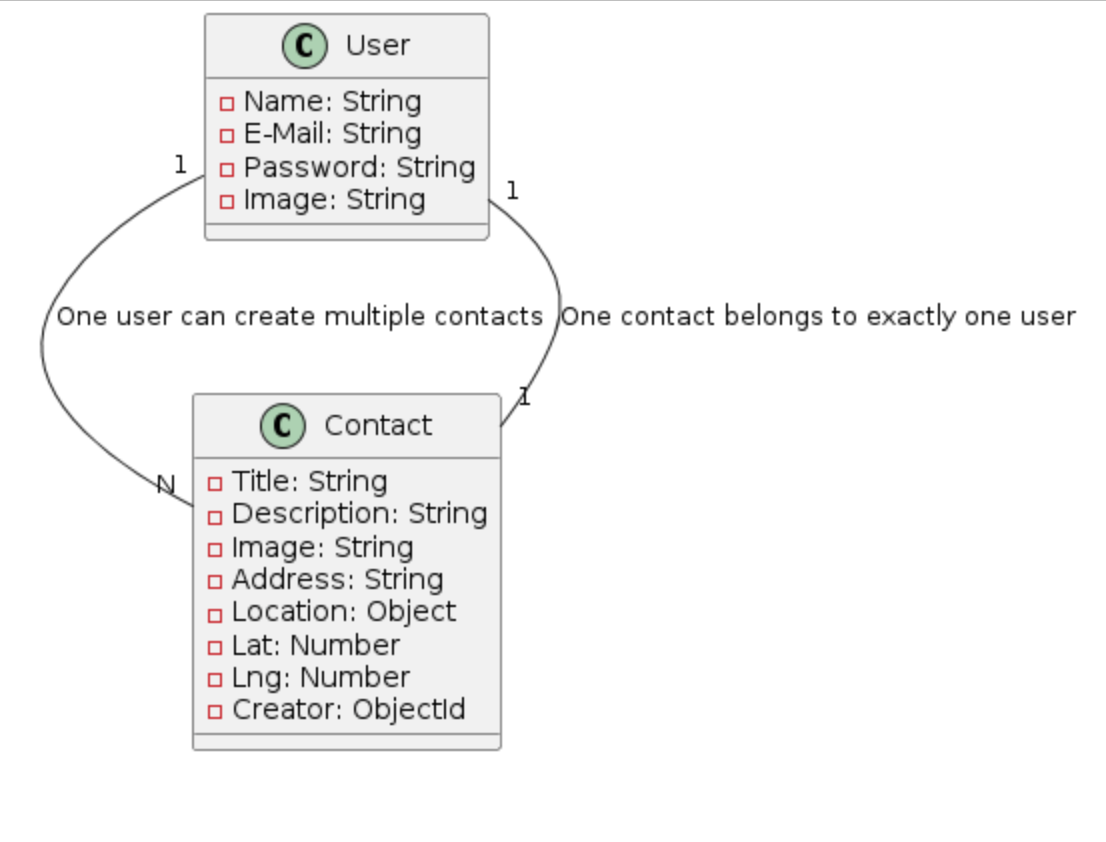 C User
Name: String
E-Mail: String
Password: String
Image: String
1
1
One user can create multiple contacts
One contact belongs to exactly one user
1
N
C Contact
Title: String
Description: String
Image: String
Address: String
Location: Object
Lat: Number
Lng: Number
Creator: ObjectId